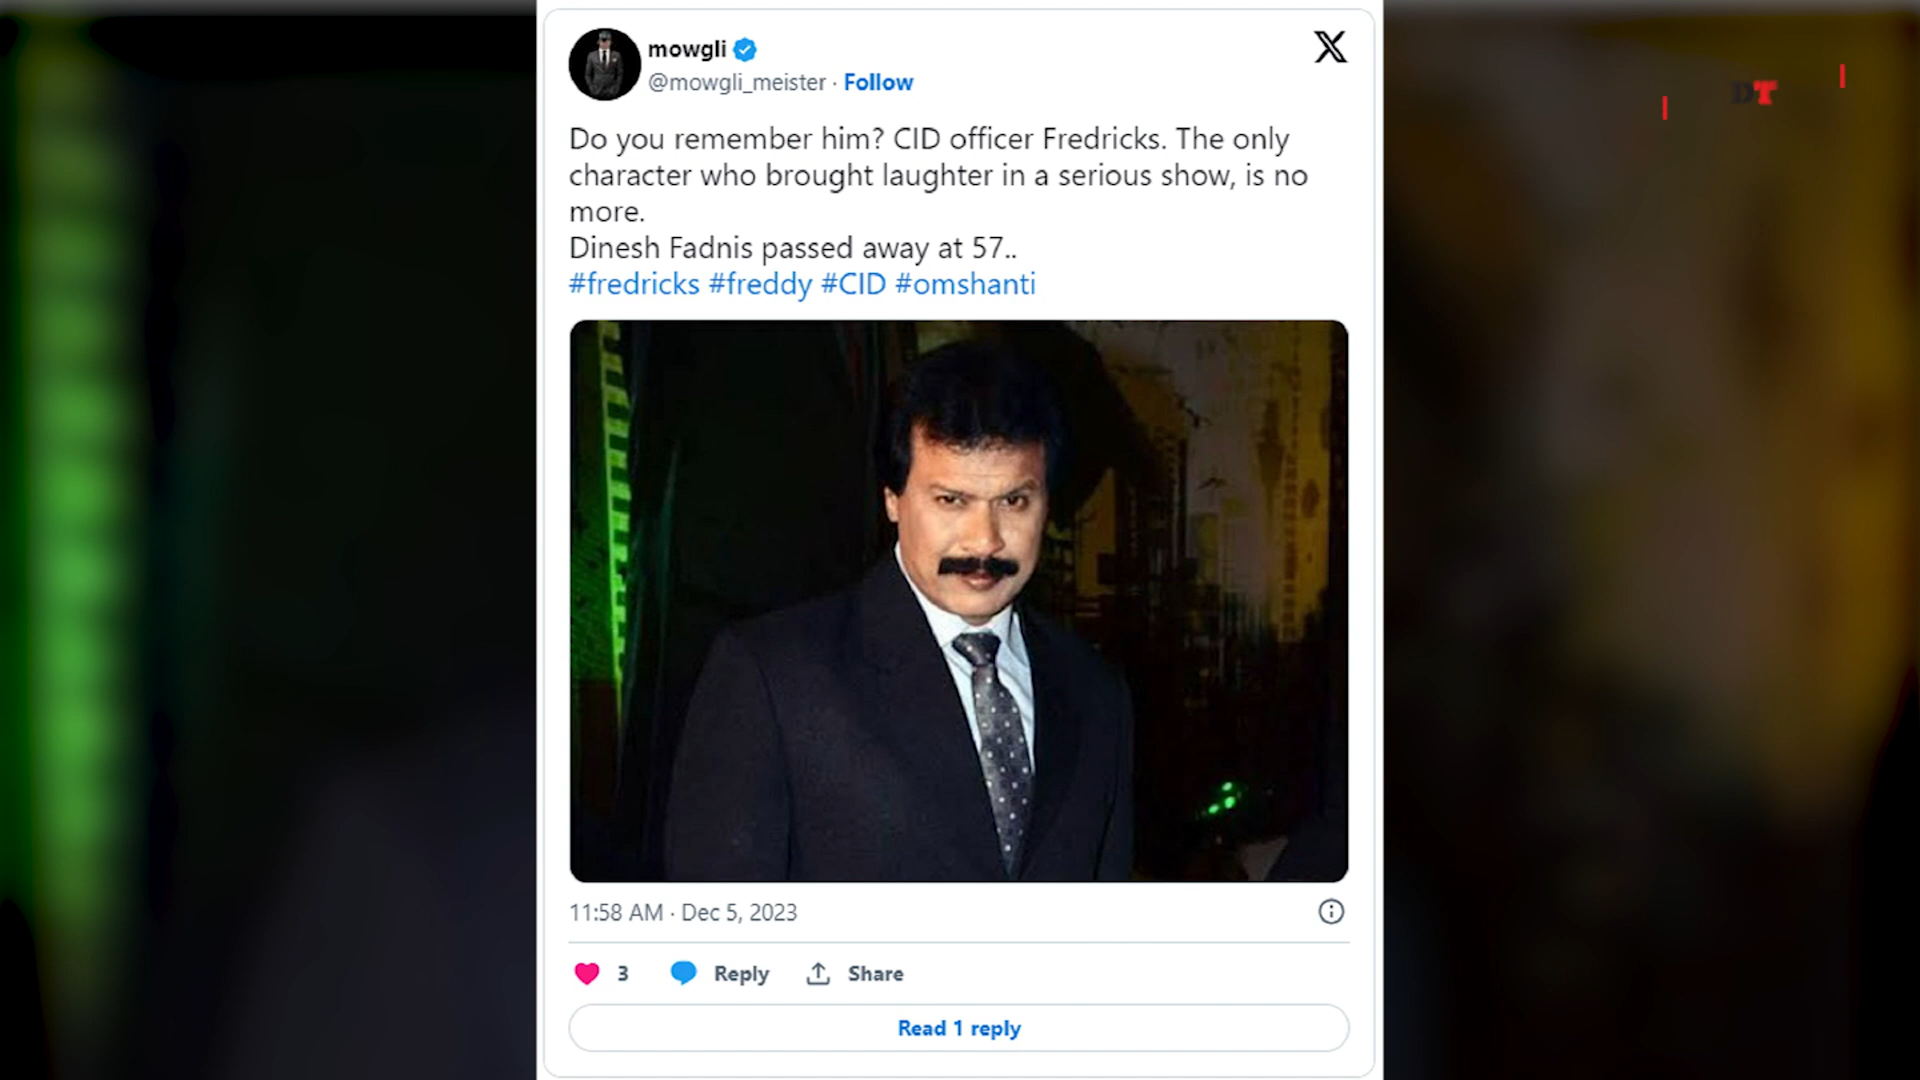 mowgli
@mowgli_meister · Follow
X
DT
Do you remember him? CID officer Fredricks. The only
character who brought laughter in a serious show, is no
more.
Dinesh Fadnis passed away at 57..
#fredricks #freddy #CID #omshanti
11:58 AM · Dec 5, 2023
3 Reply Share
Read 1 reply